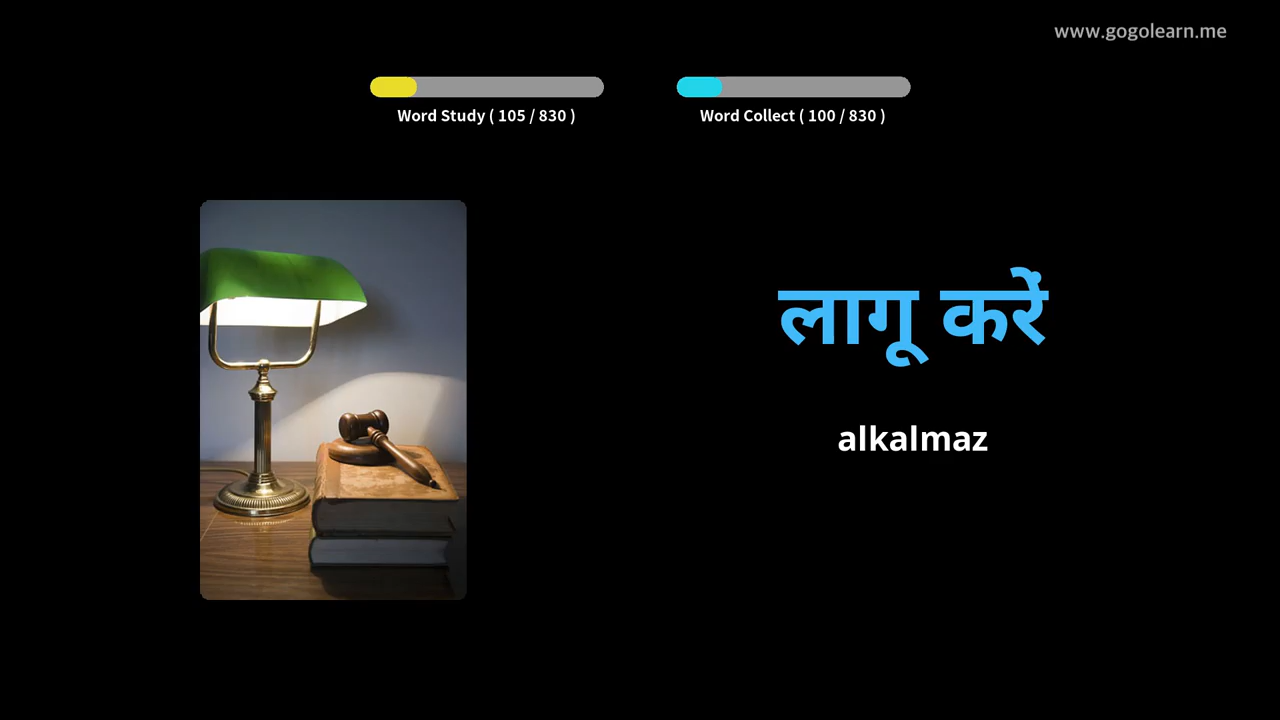 www.gogolearn.me
Word Study ( 105 / 830 )
Word Collect ( 100 / 830 )
लागू करें
alkalmaz